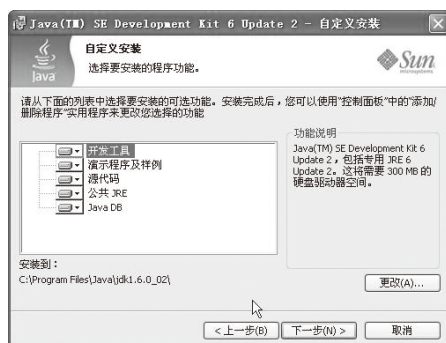 Java(TM) SE Development Kit 6 Update 2 - 自定义安装
Java
自定义安装
选择要安装的程序功能。
Sun
microsystems
请从下面的列表中选择要安装的可选功能。安装完成后，您可以使用"控制面板"中的"添加/
删除程序"实用程序来更改您选择的功能
开发工具
演示程序及样例
源代码
公共 JRE
Java DB
功能说明
Java(TM) SE Development Kit 6
Update 2，包括专用 JRE 6
Update 2。这将需要 300 MB 的
硬盘驱动器空间。
安装到：
C:\Program Files\Java\jdk1.6.0_02\
更改(A)...
<上一步(B)
下一步(N)>
取消